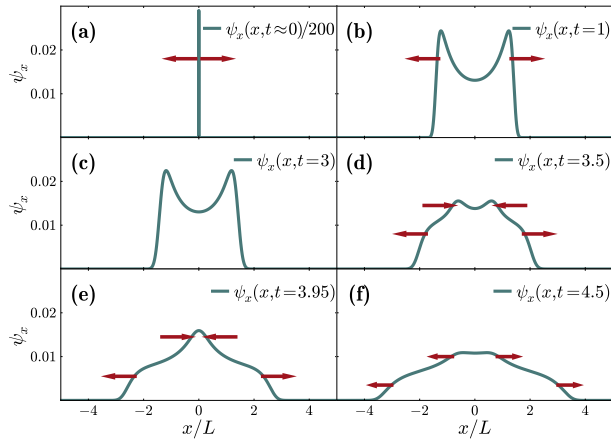 (a) ψₓ(x,t≈0)/200
(b) ψₓ(x,t=1)
0.02
0.01
ψₓ
(c) ψₓ(x,t=3)
(d) ψₓ(x,t=3.5)
0.02
0.01
ψₓ
(e) ψₓ(x,t=3.95)
(f) ψₓ(x,t=4.5)
0.02
0.01
ψₓ
−4 −2 0 2 4
−4 −2 0 2 4
x/L
x/L